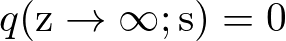 q(z → ∞; s) = 0